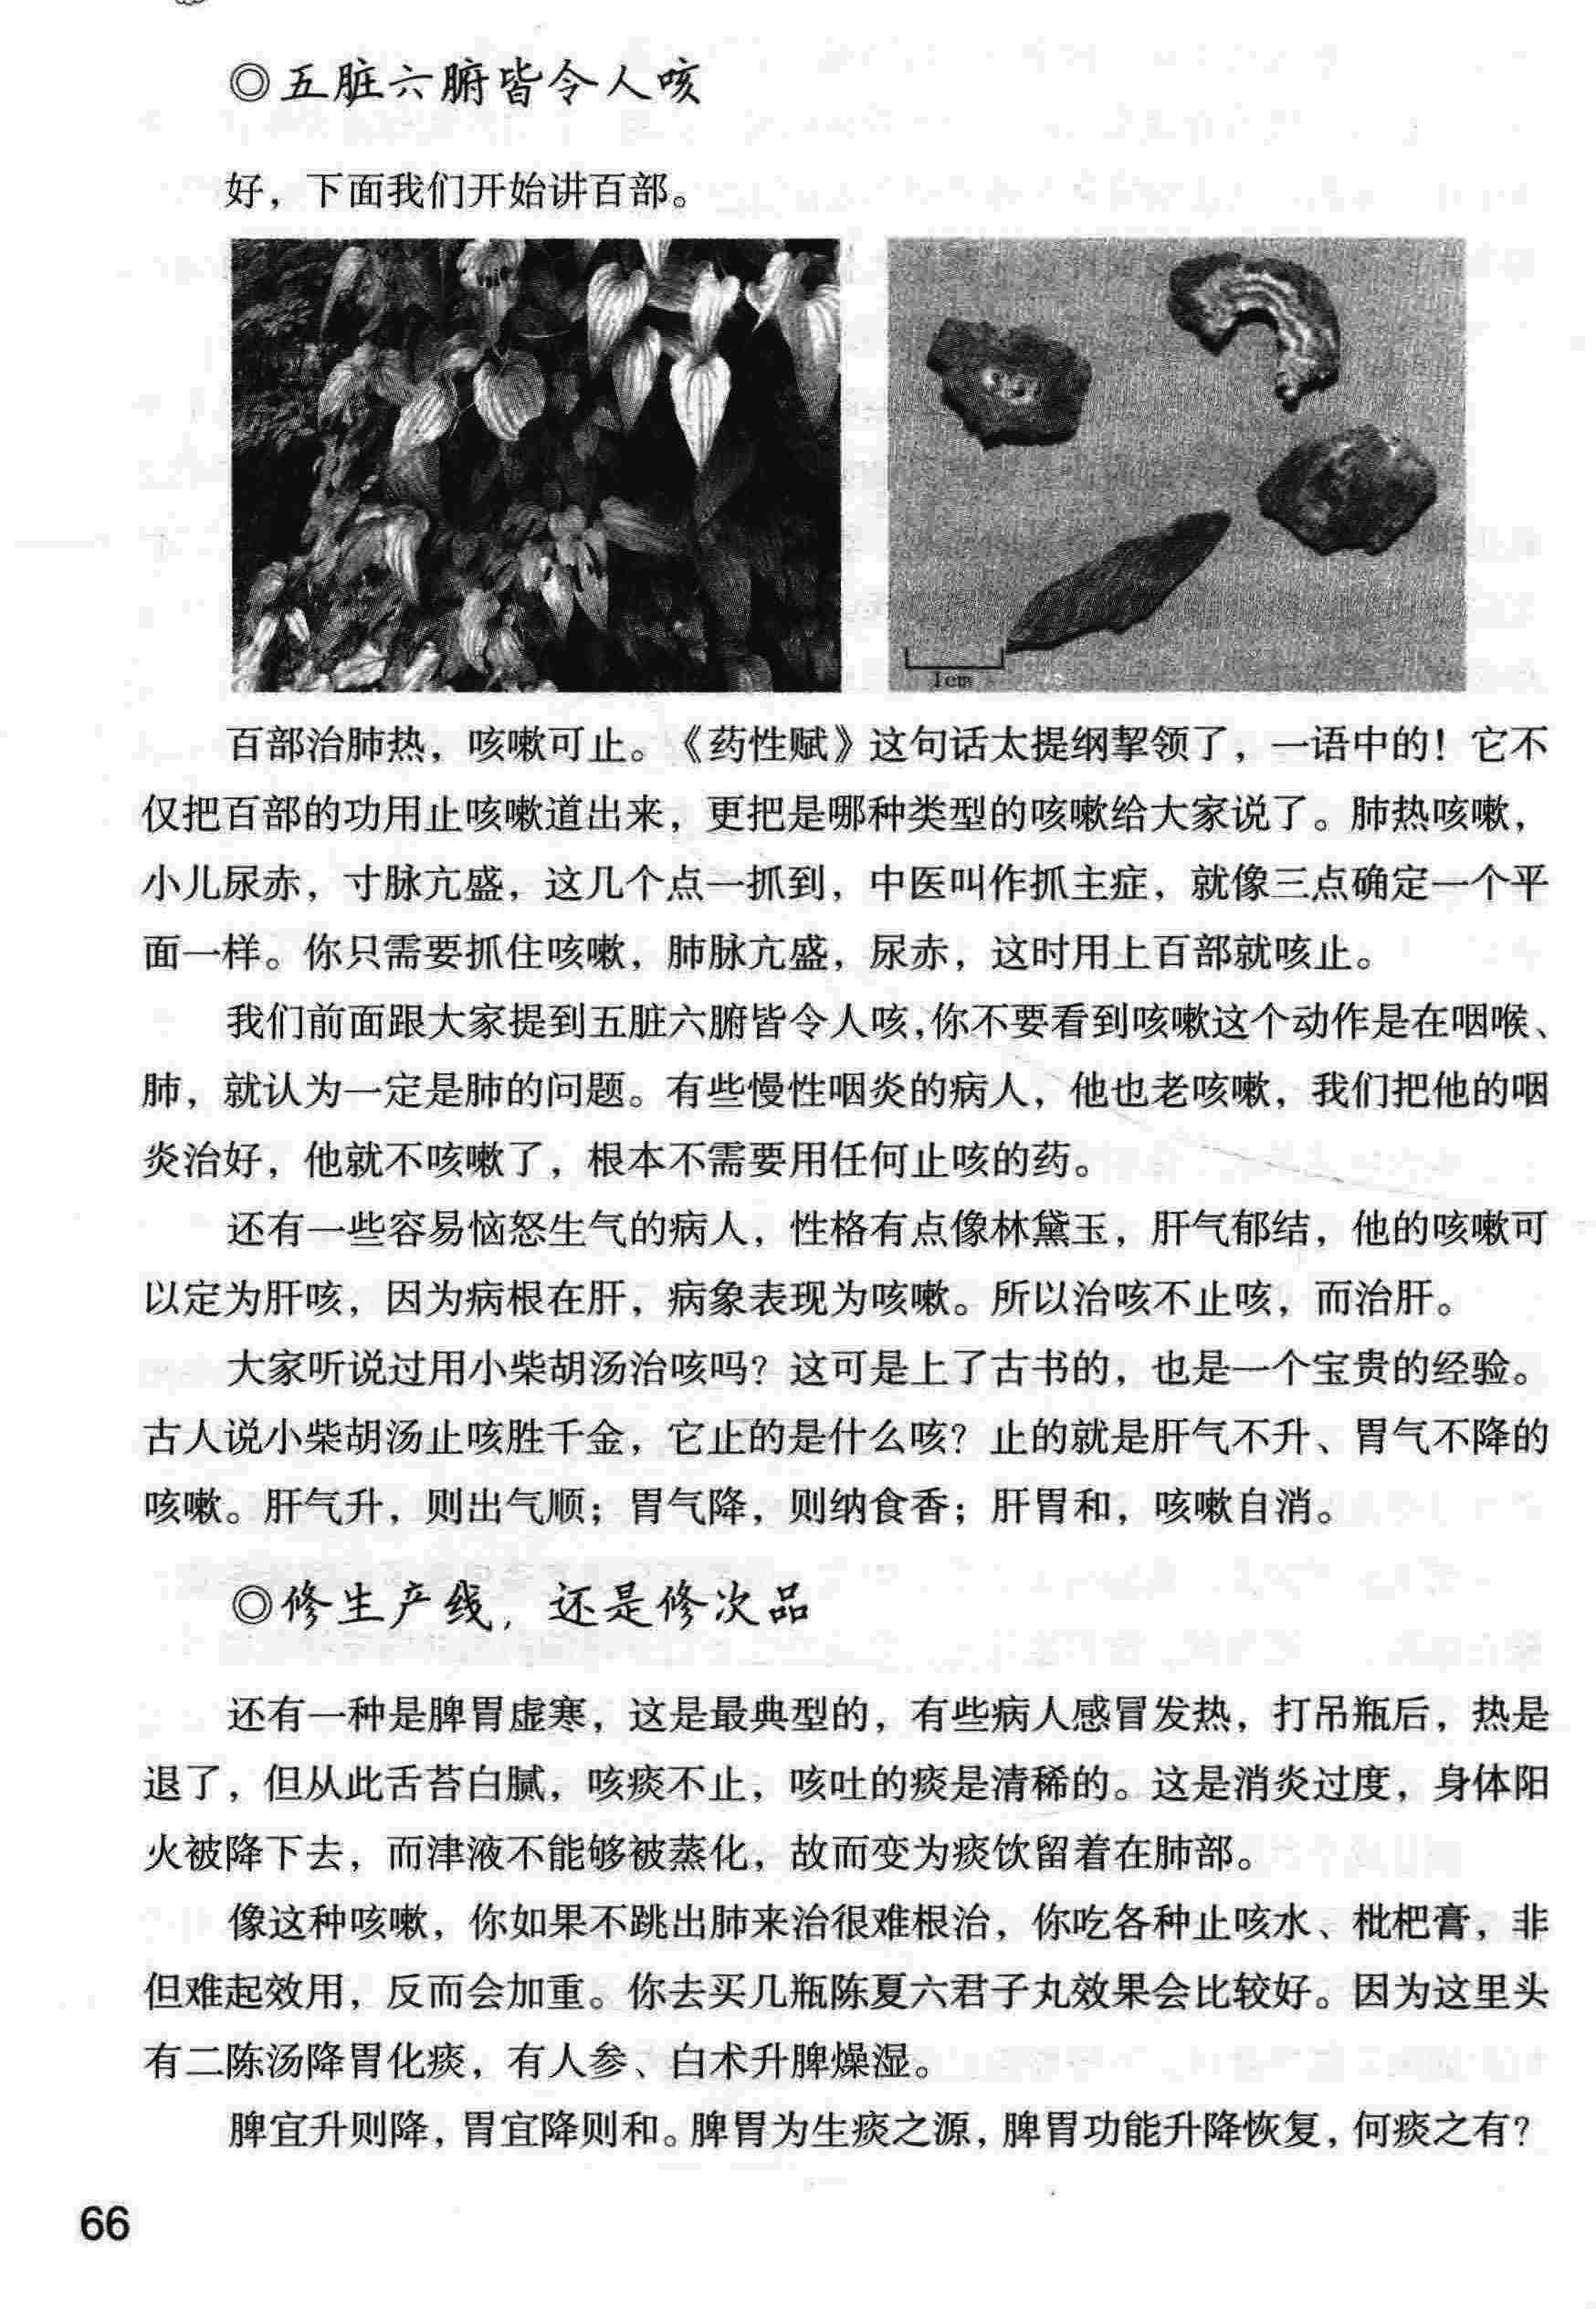 ◎五脏六腑皆令人咳
好，下面我们开始讲百部。
1cm
百部治肺热，咳嗽可止。《药性赋》这句话太提纲挈领了，一语中的！它不
仅把百部的功用止咳嗽道出来，更把是哪种类型的咳嗽给大家说了。肺热咳嗽，
小儿尿赤，寸脉亢盛，这几个点一抓到，中医叫作抓主症，就像三点确定一个平
面一样。你只需要抓住咳嗽，肺脉亢盛，尿赤，这时用上百部就咳止。
我们前面跟大家提到五脏六腑皆令人咳，你不要看到咳嗽这个动作是在咽喉、
肺，就认为一定是肺的问题。有些慢性咽炎的病人，他也老咳嗽，我们把他的咽
炎治好，他就不咳嗽了，根本不需要用任何止咳的药。
还有一些容易恼怒生气的病人，性格有点像林黛玉，肝气郁结，他的咳嗽可
以定为肝咳，因为病根在肝，病象表现为咳嗽。所以治咳不止咳，而治肝。
大家听说过用小柴胡汤治咳吗？这可是上了古书的，也是一个宝贵的经验。
古人说小柴胡汤止咳胜千金，它止的是什么咳？止的就是肝气不升、胃气不降的
咳嗽。肝气升，则出气顺；胃气降，则纳食香；肝胃和，咳嗽自消。
◎修生产线，还是修次品
还有一种是脾胃虚寒，这是最典型的，有些病人感冒发热，打吊瓶后，热是
退了，但从此舌苔白腻，咳痰不止，咳吐的痰是清稀的。这是消炎过度，身体阳
火被降下去，而津液不能够被蒸化，故而变为痰饮留着在肺部。
像这种咳嗽，你如果不跳出肺来治很难根治，你吃各种止咳水、枇杷膏，非
但难起效用，反而会加重。你去买几瓶陈夏六君子丸效果会比较好。因为这里头
有二陈汤降胃化痰，有人参、白术升脾燥湿。
脾宜升则降，胃宜降则和。脾胃为生痰之源，脾胃功能升降恢复，何痰之有？
66